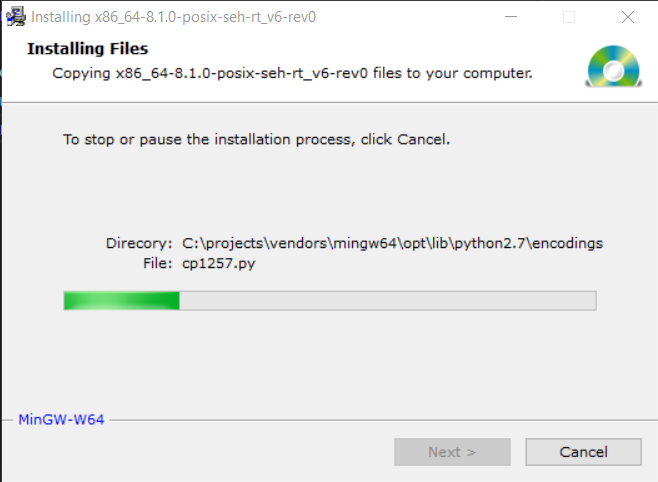 Installing x86_64-8.1.0-posix-seh-rt_v6-rev0
Installing Files
Copying x86_64-8.1.0-posix-seh-rt_v6-rev0 files to your computer.
To stop or pause the installation process, click Cancel.
Direcory: C:\projects\vendors\mingw64\opt\lib\python2.7\encodings
File: cp1257.py
MinGW-W64
Next > Cancel